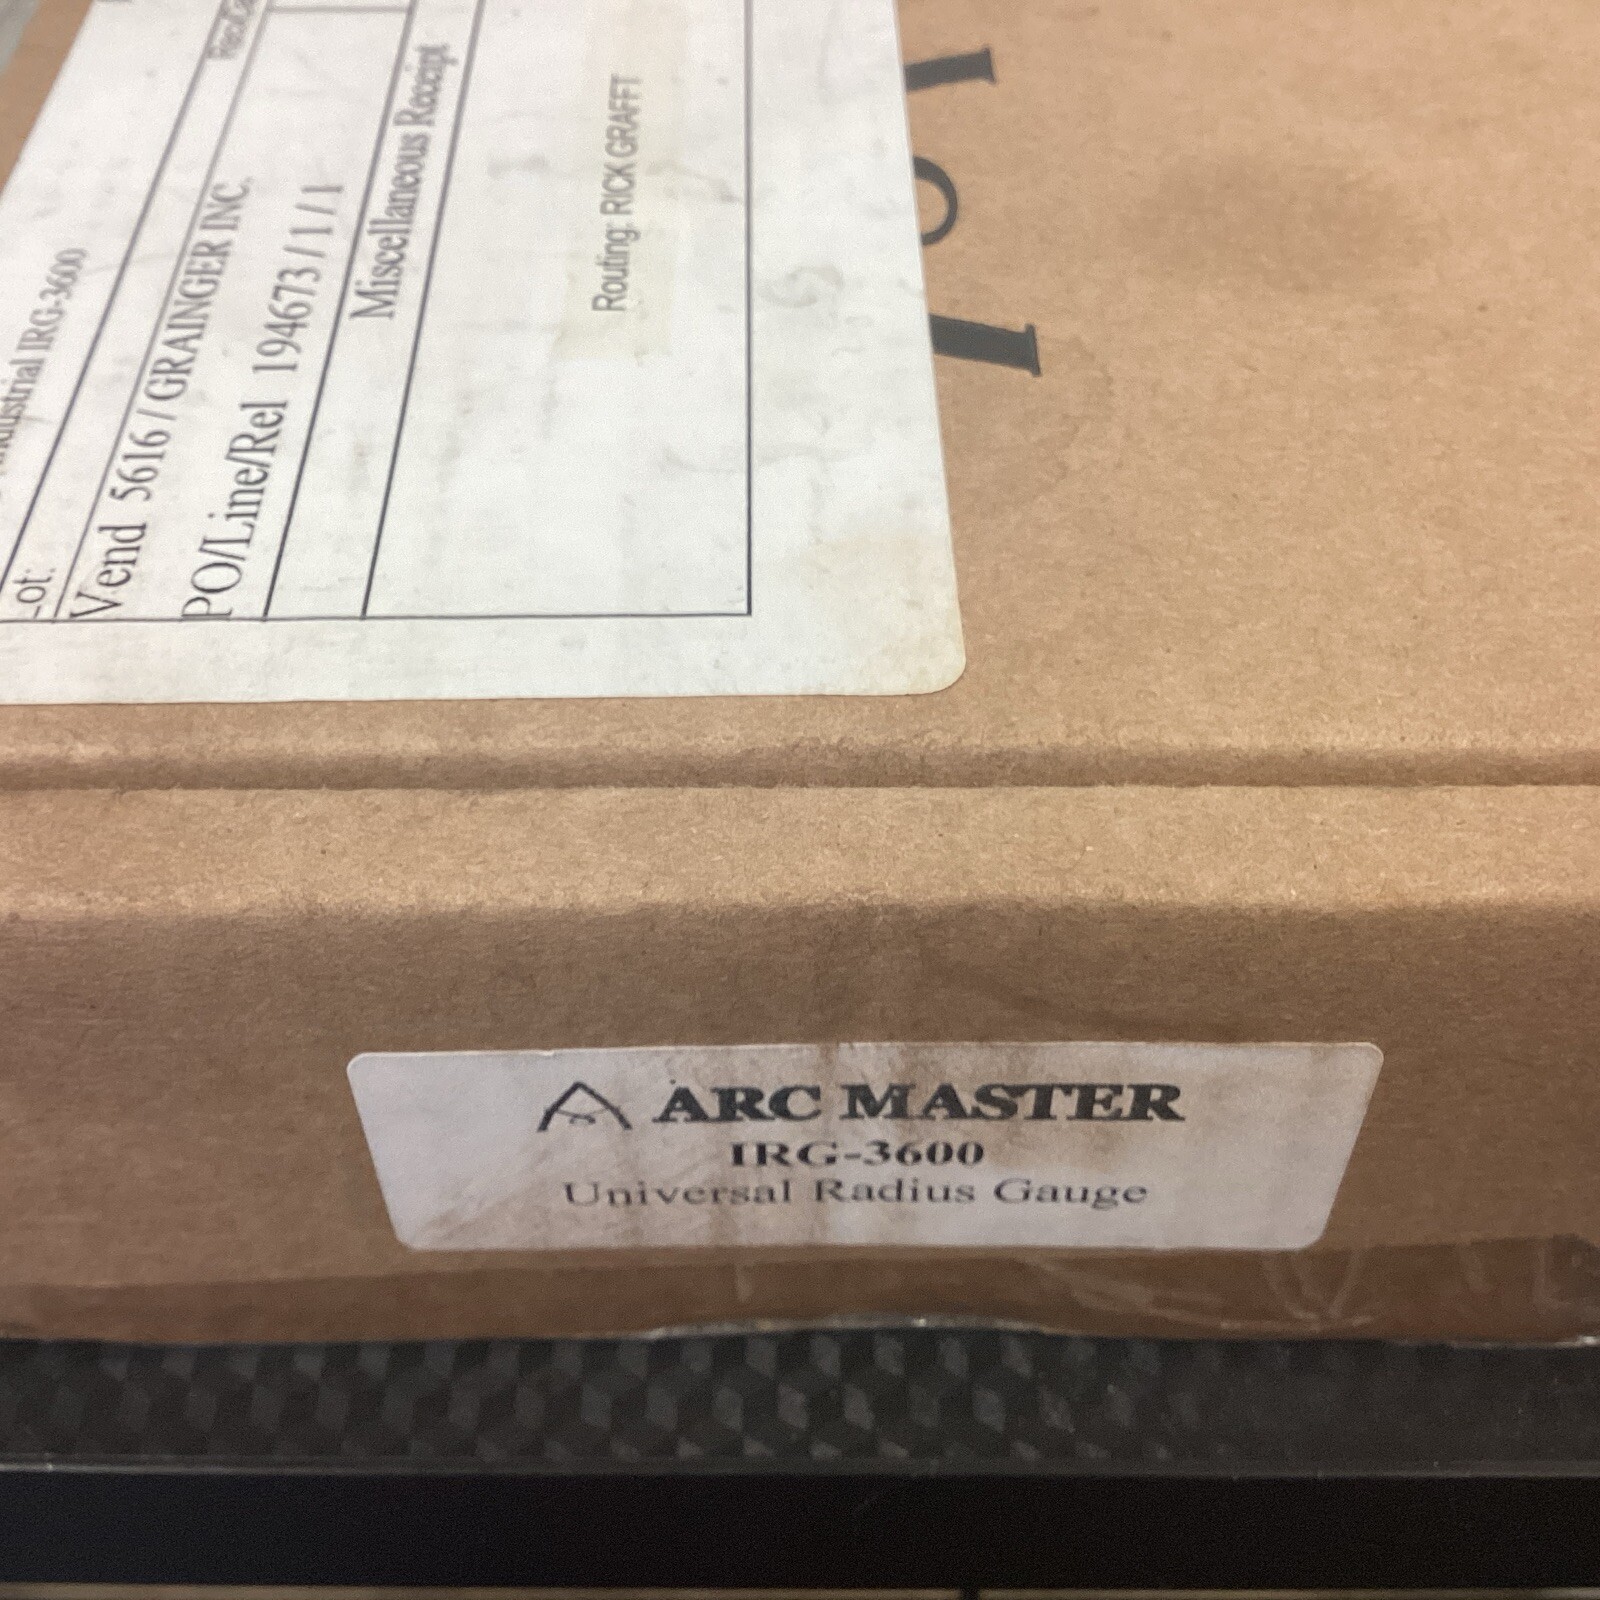 Industrial IRG-3600
Lot:
Vend 5616 / GRAINGER INC.
PO/Line/Rel 194673 / 1 / 1
Miscellaneous Receipt
Routing: RICK GRAFFT
ARC MASTER
IRG-3600
Universal Radius Gauge